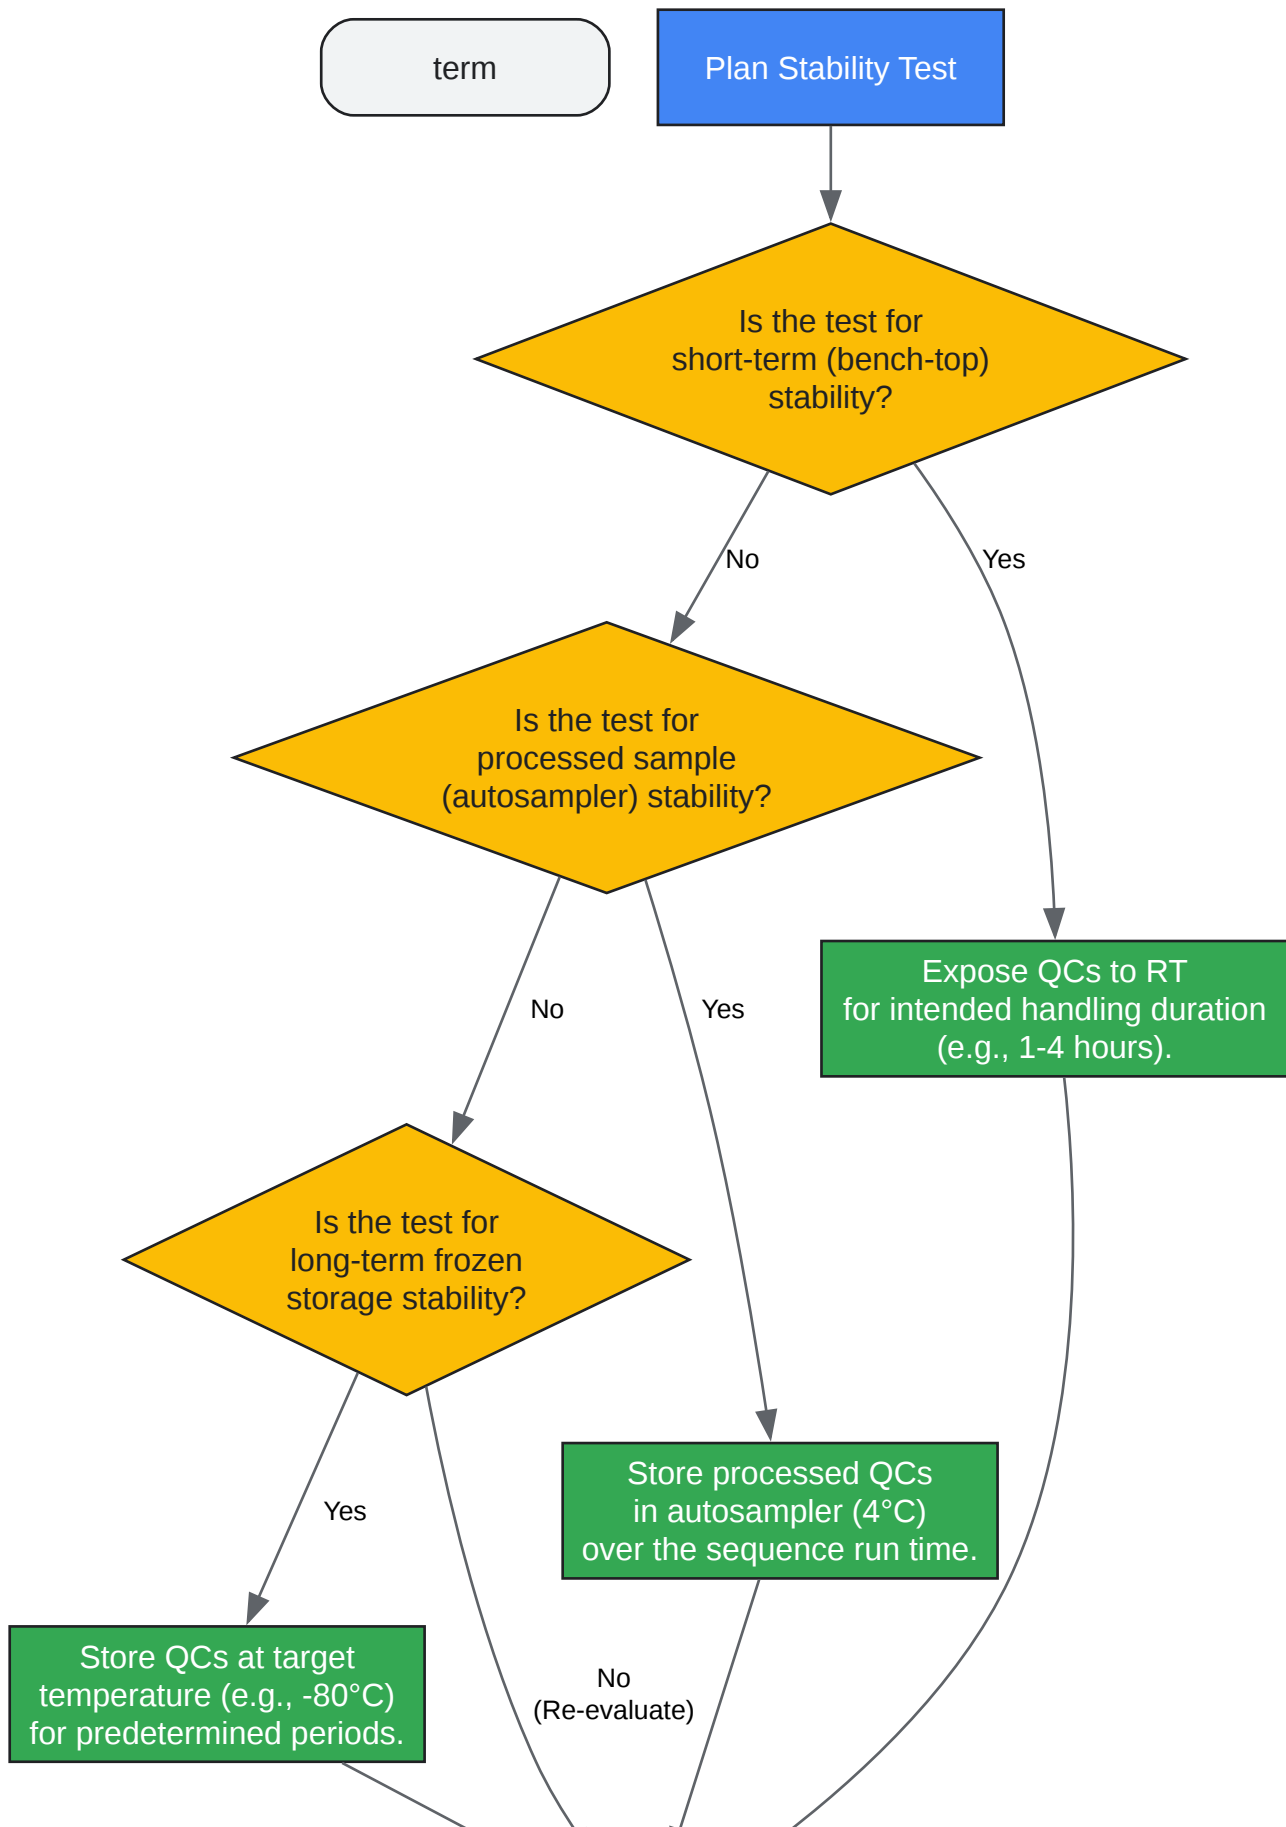 term
Plan Stability Test
Is the test for
short-term (bench-top)
stability?
No
Yes
Is the test for
processed sample
(autosampler) stability?
Expose QCs to RT
for intended handling duration
(e.g., 1-4 hours).
No
Yes
Is the test for
long-term frozen
storage stability?
Store processed QCs
in autosampler (4°C)
over the sequence run time.
Yes
Store QCs at target
temperature (e.g., -80°C)
for predetermined periods.
No
(Re-evaluate)